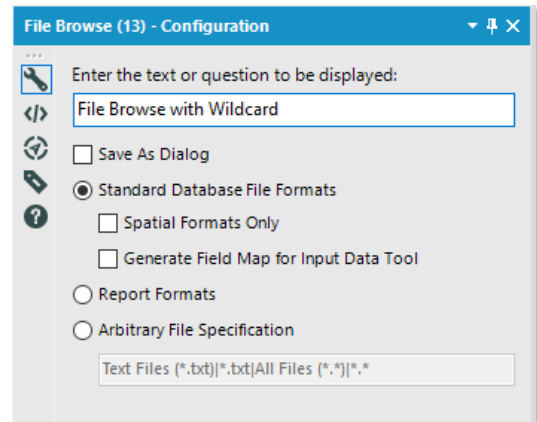 File Browse (13) - Configuration
Enter the text or question to be displayed:
File Browse with Wildcard
Save As Dialog
Standard Database File Formats
Spatial Formats Only
Generate Field Map for Input Data Tool
Report Formats
Arbitrary File Specification
Text Files (*.txt)|*.txt|All Files (*.*)|*.*